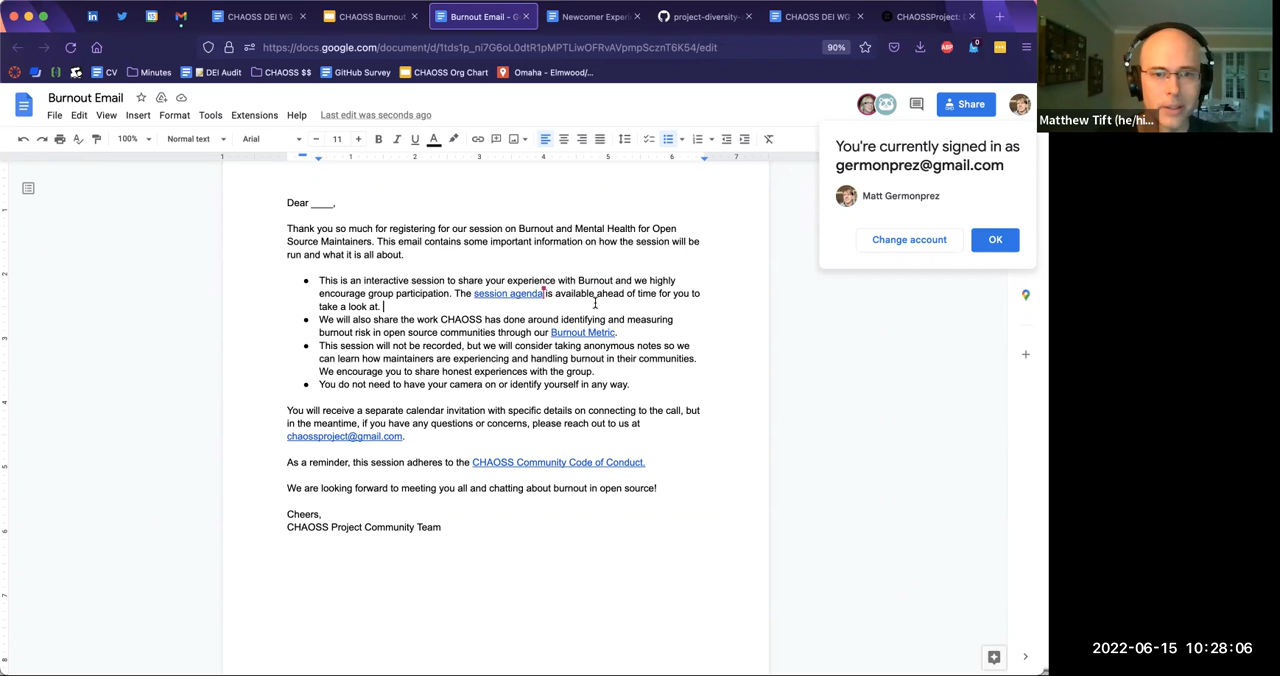 CHAOSS DEI WG
CHAOSS Burnout
Burnout Email - G
Newcomer Experi
project-diversity-
CHAOSS DEI WG
CHAOSSProject: D
https://docs.google.com/document/d/1tds1p_ni7G6oL0dtR1pMPTLiwOFRvAVpmpScznT6K54/edit
90%
CV
Minutes
DEI Audit
CHAOSS $$
GitHub Survey
CHAOSS Org Chart
Omaha - Elmwood/...
Burnout Email
File Edit View Insert Format Tools Extensions Help
Last edit was seconds ago
Share
100%
Normal text
Arial
11
Matthew Tift (he/hi...
You're currently signed in as
germonprez@gmail.com
Matt Germonprez
Change account
OK
Dear ____,
Thank you so much for registering for our session on Burnout and Mental Health for Open
Source Maintainers. This email contains some important information on how the session will be
run and what it is all about.
● This is an interactive session to share your experience with Burnout and we highly
encourage group participation. The session agenda is available ahead of time for you to
take a look at.
● We will also share the work CHAOSS has done around identifying and measuring
burnout risk in open source communities through our Burnout Metric.
● This session will not be recorded, but we will consider taking anonymous notes so we
can learn how maintainers are experiencing and handling burnout in their communities.
We encourage you to share honest experiences with the group.
● You do not need to have your camera on or identify yourself in any way.
You will receive a separate calendar invitation with specific details on connecting to the call, but
in the meantime, if you have any questions or concerns, please reach out to us at
chaossproject@gmail.com.
As a reminder, this session adheres to the CHAOSS Community Code of Conduct.
We are looking forward to meeting you all and chatting about burnout in open source!
Cheers,
CHAOSS Project Community Team
2022-06-15 10:28:06